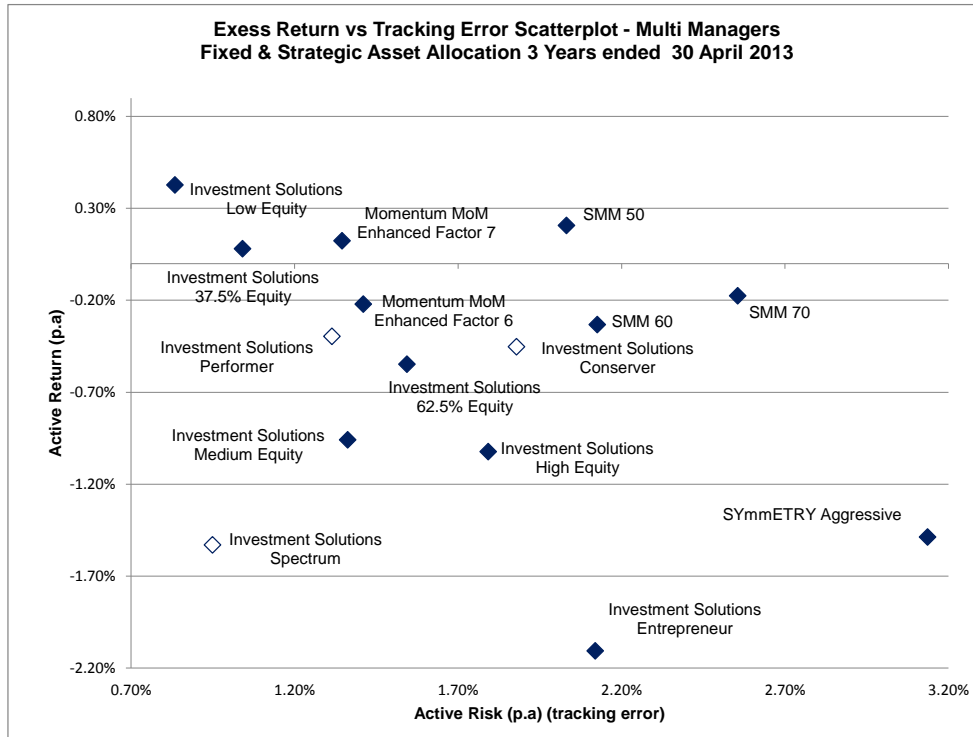 Exess Return vs Tracking Error Scatterplot - Multi Managers
Fixed & Strategic Asset Allocation 3 Years ended 30 April 2013
0.80%
0.30%
-0.20%
-0.70%
-1.20%
-1.70%
-2.20%
Active Return (p.a)
Investment Solutions
Low Equity
Momentum MoM
Enhanced Factor 7
SMM 50
Investment Solutions
37.5% Equity
Momentum MoM
Enhanced Factor 6
SMM 60
SMM 70
Investment Solutions
Performer
Investment Solutions
Conserver
Investment Solutions
62.5% Equity
Investment Solutions
Medium Equity
Investment Solutions
High Equity
SYmmETRY Aggressive
Investment Solutions
Spectrum
Investment Solutions
Entrepreneur
0.70%
1.20%
1.70%
2.20%
2.70%
3.20%
Active Risk (p.a) (tracking error)